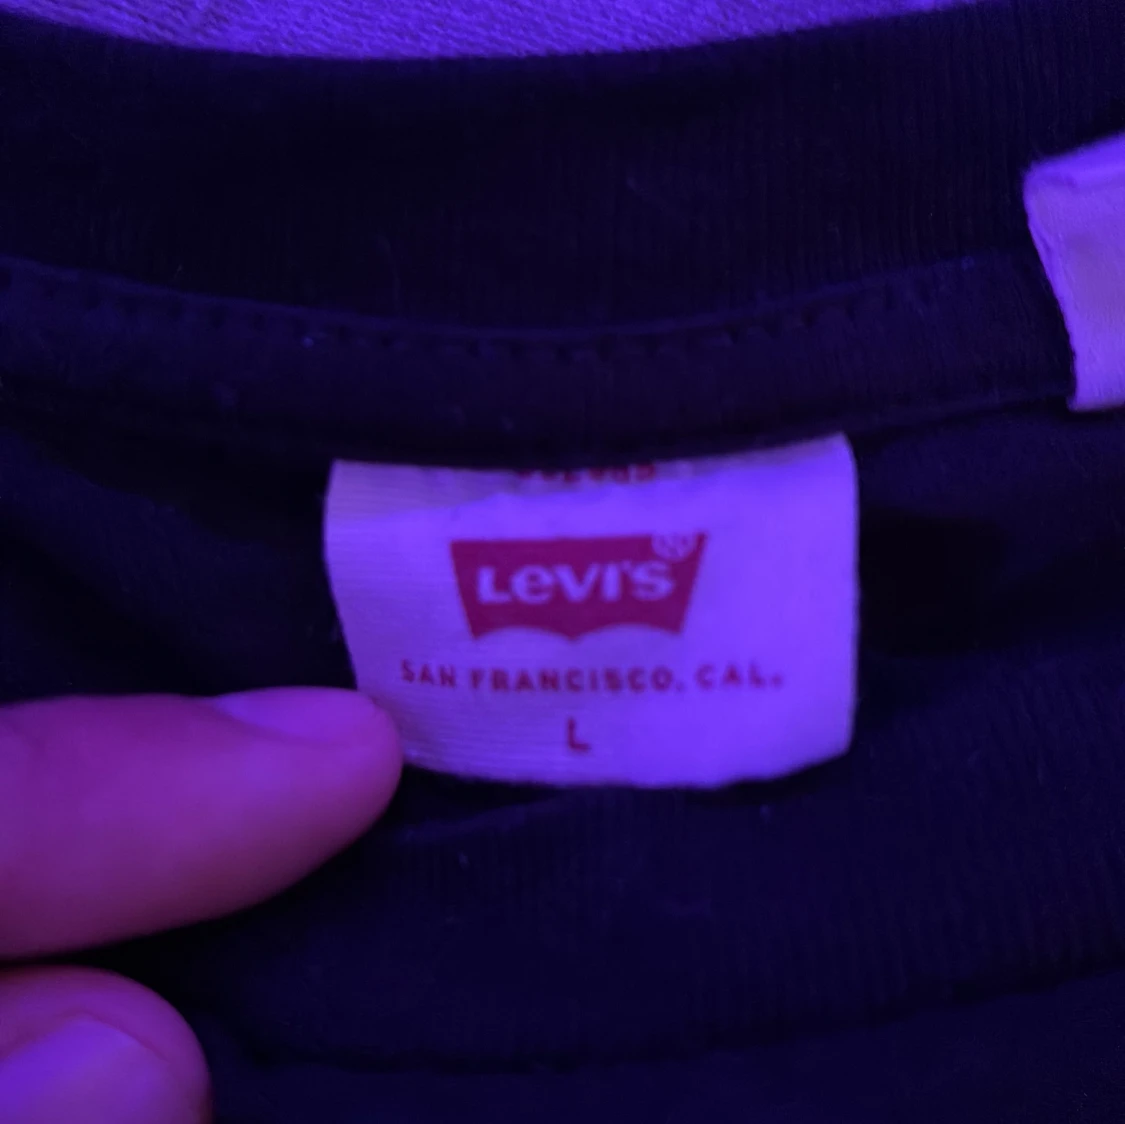 LEVI'S ®
SAN FRANCISCO, CAL.
L